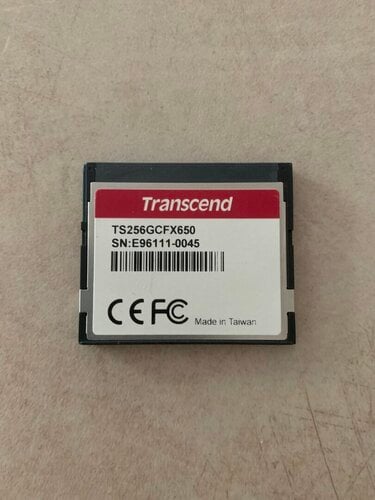 Transcend
TS256GCFX650
SN:E96111-0045
CE FC Made in Taiwan